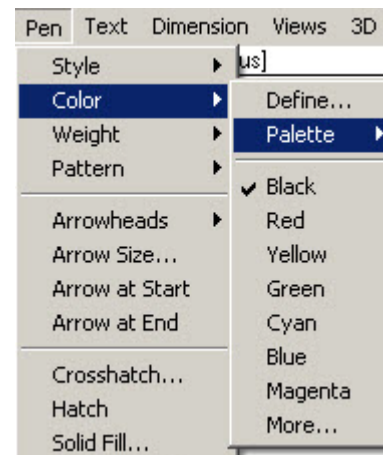 Pen Text Dimension Views 3D
us]
Style
Color
Weight
Pattern
Arrowheads
Arrow Size...
Arrow at Start
Arrow at End
Crosshatch...
Hatch
Solid Fill...
Define...
Palette
Black
Red
Yellow
Green
Cyan
Blue
Magenta
More...